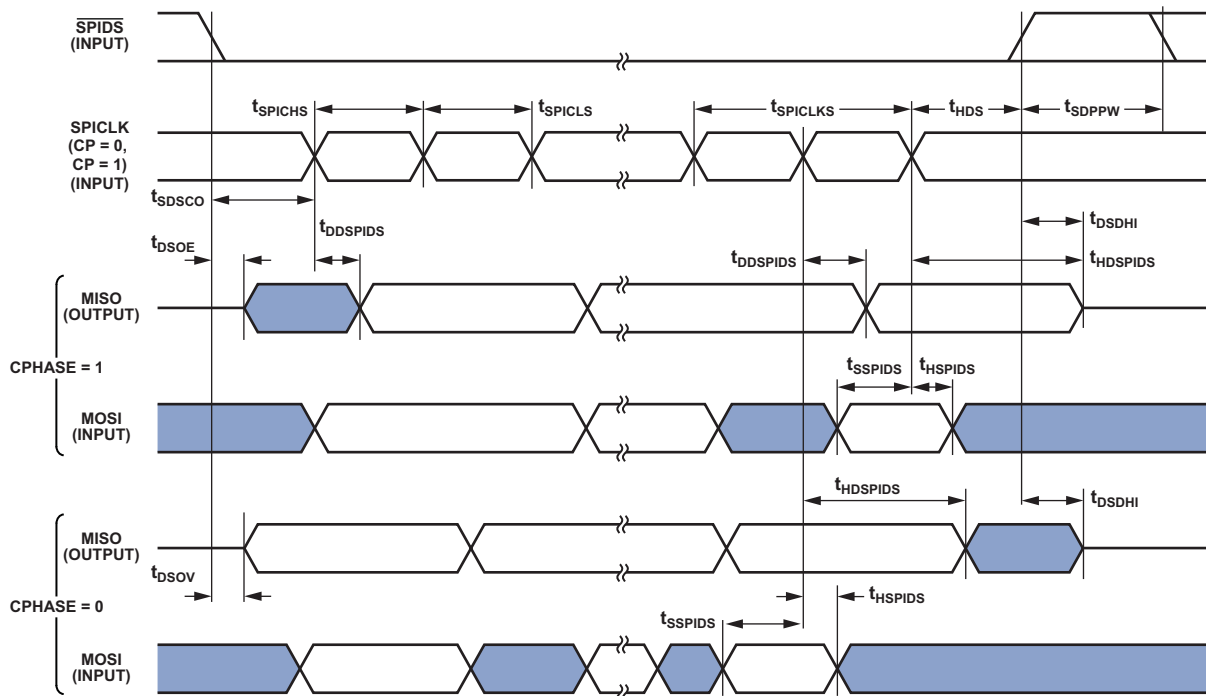 SPIDS
(INPUT)
tSPICHS
tSPICLS
tSPICLKS
tHDS
tSDPPW
SPICLK
(CP = 0,
CP = 1)
(INPUT)
tSDSCO
tDDSPIDS
tDSOE
tDSDHI
tDDSPIDS
tHDSPIDS
MISO
(OUTPUT)
CPHASE = 1
tSSPIDS
tHSPIDS
MOSI
(INPUT)
tHDSPIDS
tDSDHI
MISO
(OUTPUT)
tDSOV
CPHASE = 0
tHSPIDS
tSSPIDS
MOSI
(INPUT)